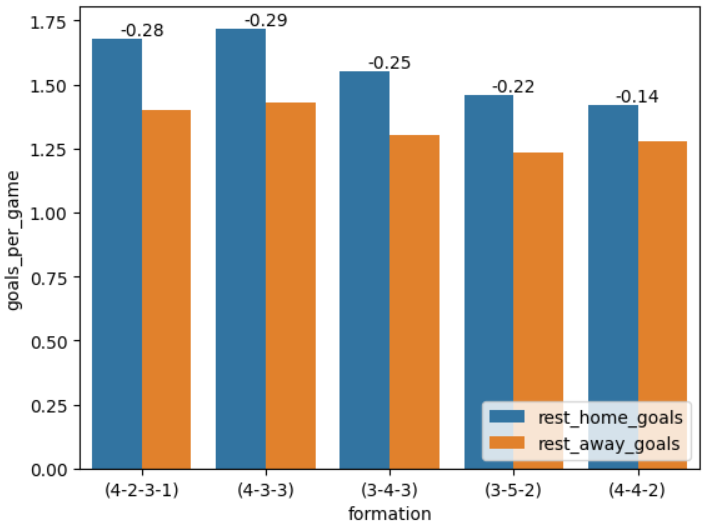 -0.28
-0.29
-0.25
-0.22
-0.14
goals_per_game
1.75
1.50
1.25
1.00
0.75
0.50
0.25
0.00
rest_home_goals
rest_away_goals
(4-2-3-1) (4-3-3) (3-4-3) (3-5-2) (4-4-2)
formation